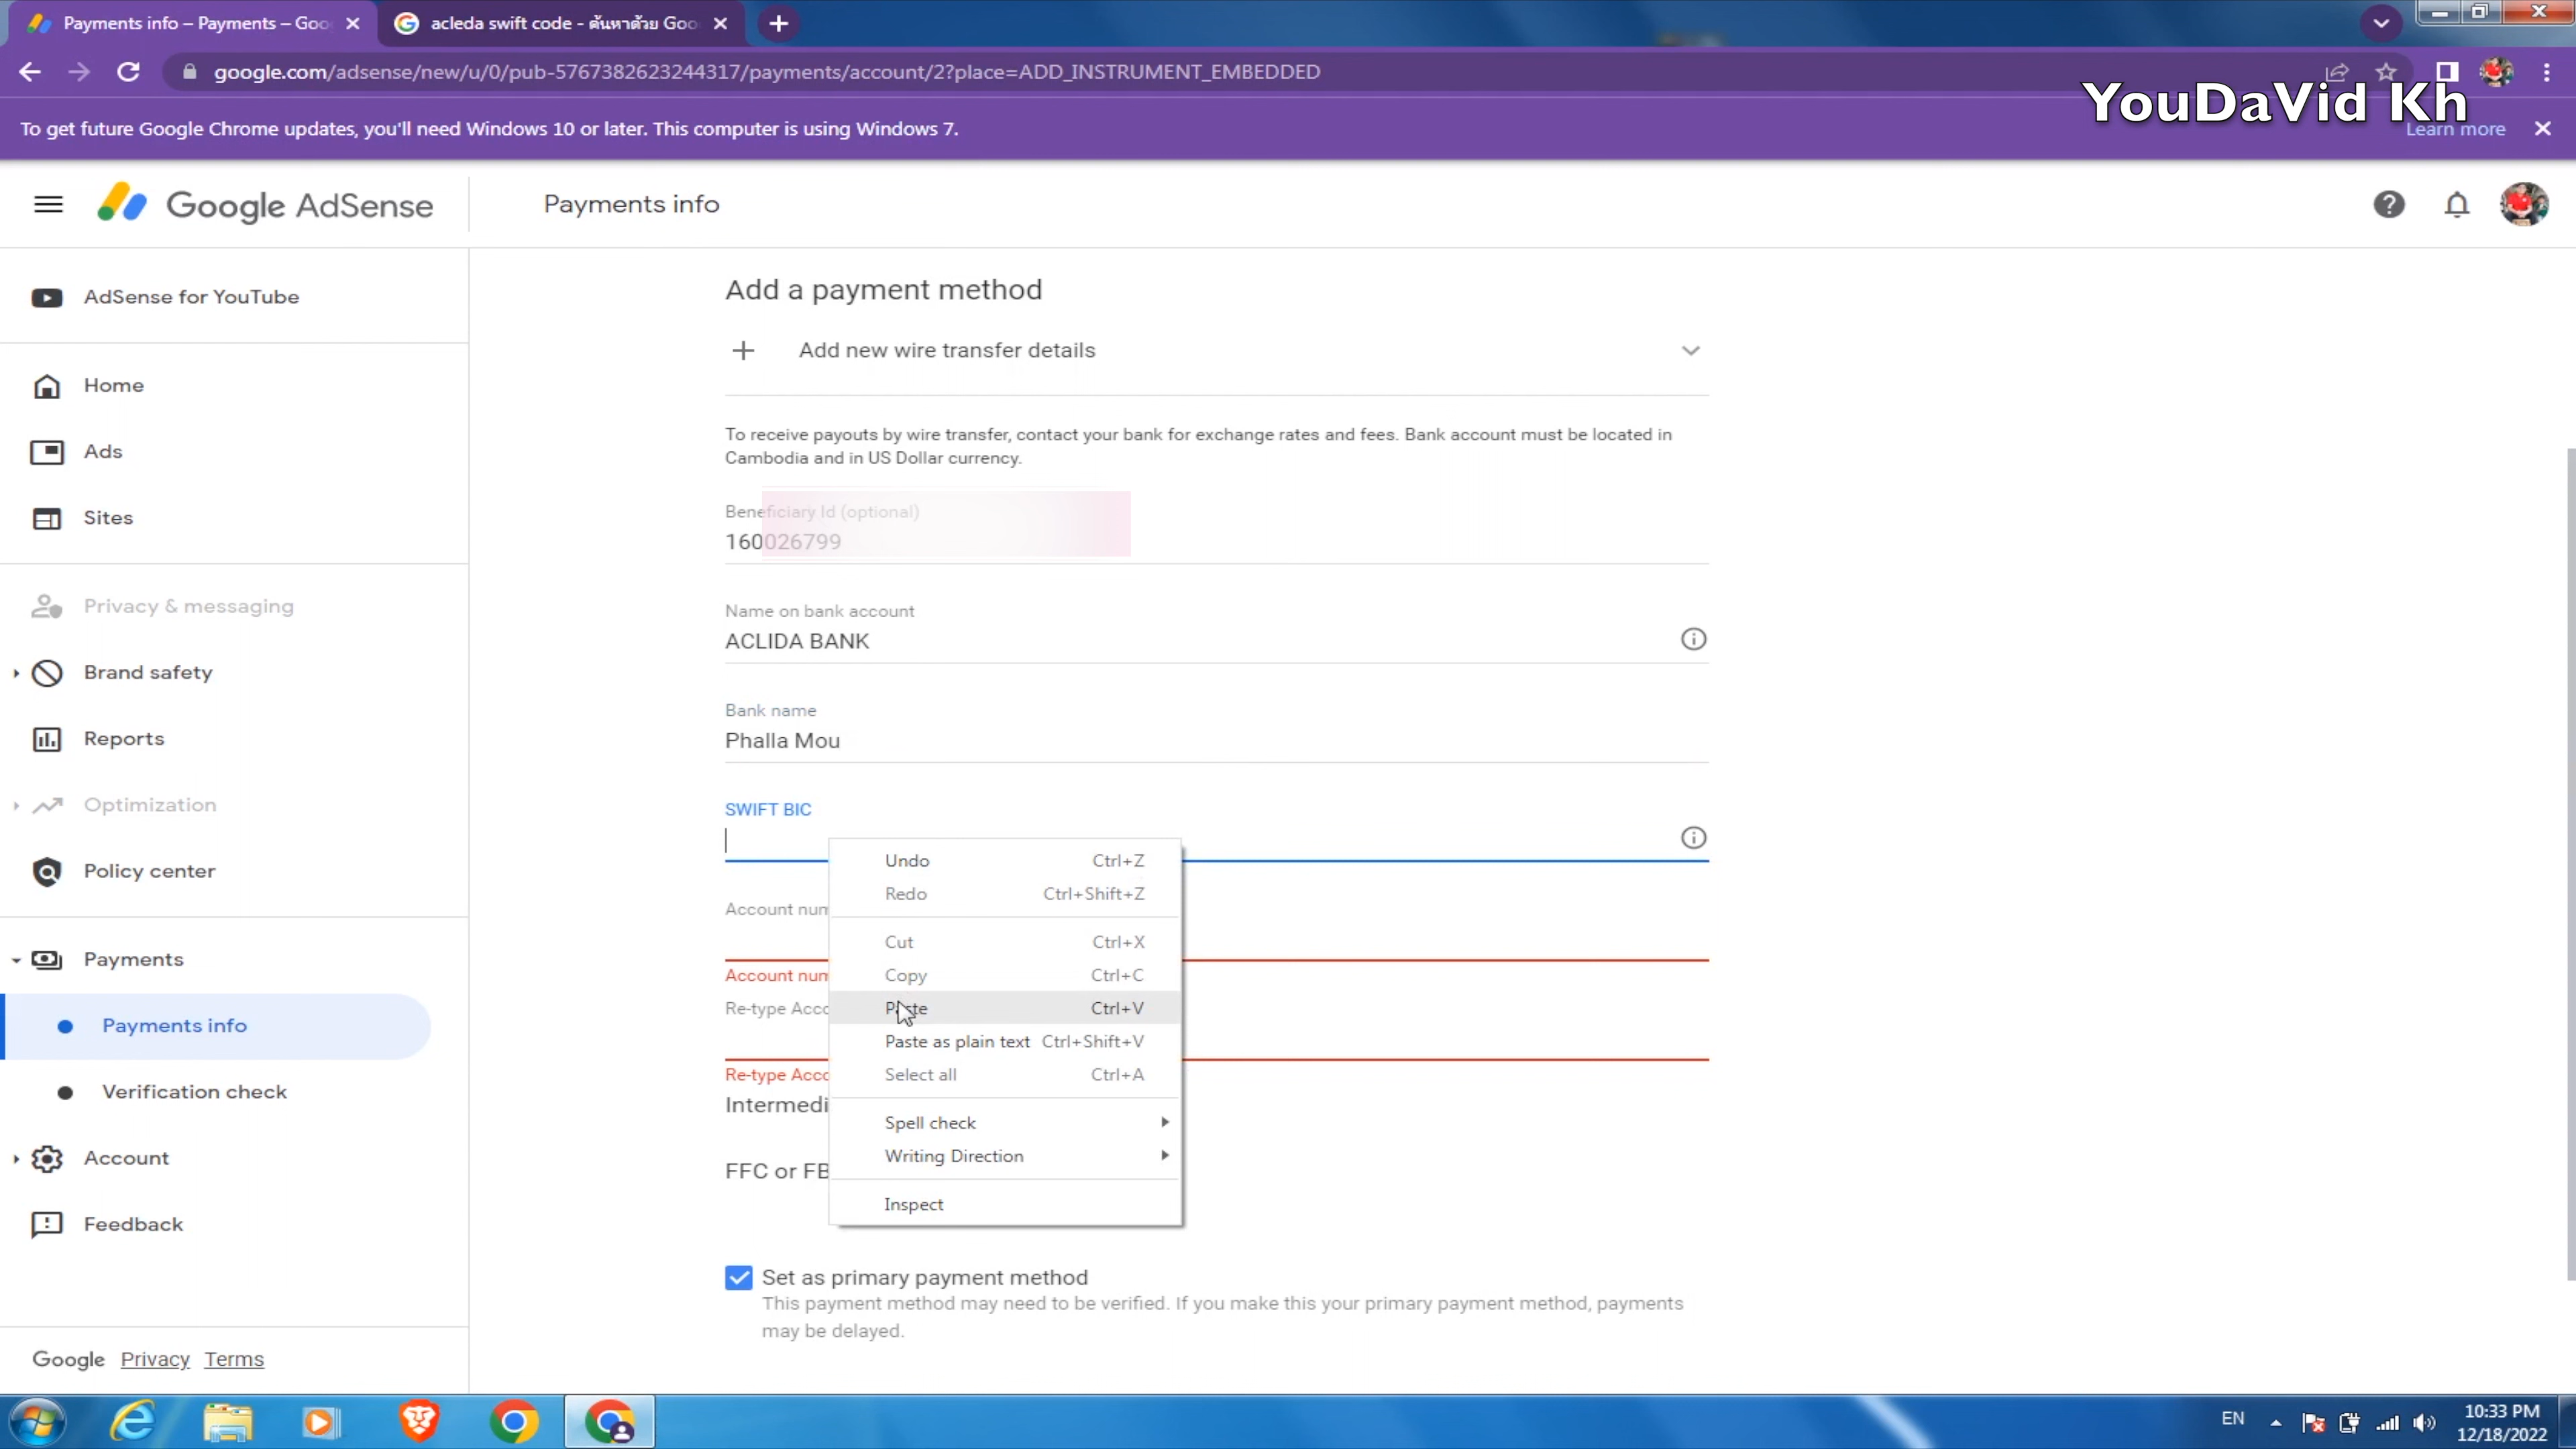 Payments info – Payments – Goo
acleda swift code - ค้นหาด้วย Goo
google.com/adsense/new/u/0/pub-5767382623244317/payments/account/2?place=ADD_INSTRUMENT_EMBEDDED
YouDaVid Kh
To get future Google Chrome updates, you'll need Windows 10 or later. This computer is using Windows 7.
Learn more
Google AdSense
Payments info
AdSense for YouTube
Home
Ads
Sites
Privacy & messaging
Brand safety
Reports
Optimization
Policy center
Payments
Payments info
Verification check
Account
Feedback
Google Privacy Terms
Add a payment method
Add new wire transfer details
To receive payouts by wire transfer, contact your bank for exchange rates and fees. Bank account must be located in
Cambodia and in US Dollar currency.
Beneficiary Id (optional)
160026799
Name on bank account
ACLIDA BANK
Bank name
Phalla Mou
SWIFT BIC
Account num
Account num
Re-type Acco
Re-type Acco
Intermedi
FFC or FB
Undo Ctrl+Z
Redo Ctrl+Shift+Z
Cut Ctrl+X
Copy Ctrl+C
Paste Ctrl+V
Paste as plain text Ctrl+Shift+V
Select all Ctrl+A
Spell check
Writing Direction
Inspect
Set as primary payment method
This payment method may need to be verified. If you make this your primary payment method, payments
may be delayed.
EN
10:33 PM
12/18/2022